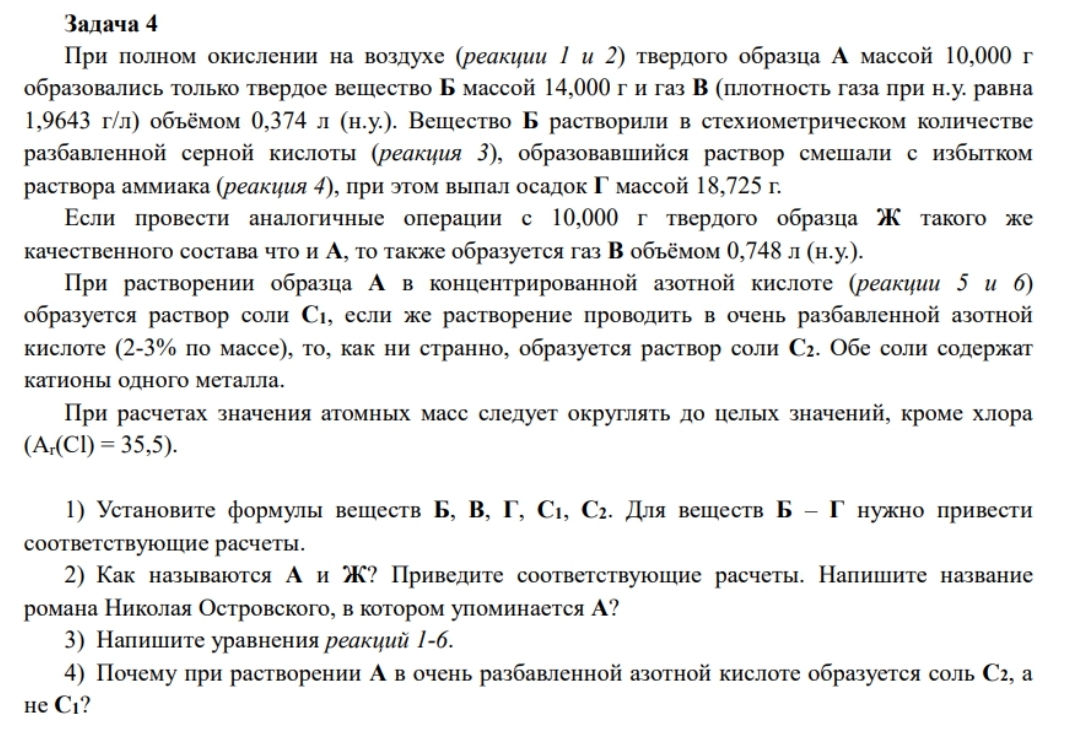 Задача 4
При полном окислении на воздухе (реакции 1 и 2) твердого образца А массой 10,000 г
образовались только твердое вещество Б массой 14,000 г и газ В (плотность газа при н.у. равна
1,9643 г/л) объёмом 0,374 л (н.у.). Вещество Б растворили в стехиометрическом количестве
разбавленной серной кислоты (реакция 3), образовавшийся раствор смешали с избытком
раствора аммиака (реакция 4), при этом выпал осадок Г массой 18,725 г.
Если провести аналогичные операции с 10,000 г твердого образца Ж такого же
качественного состава что и А, то также образуется газ В объёмом 0,748 л (н.у.).
При растворении образца А в концентрированной азотной кислоте (реакции 5 и 6)
образуется раствор соли С₁, если же растворение проводить в очень разбавленной азотной
кислоте (2-3% по массе), то, как ни странно, образуется раствор соли С₂. Обе соли содержат
катионы одного металла.
При расчетах значения атомных масс следует округлять до целых значений, кроме хлора
(Ar(Cl) = 35,5).
1) Установите формулы веществ Б, В, Г, С₁, С₂. Для веществ Б – Г нужно привести
соответствующие расчеты.
2) Как называются А и Ж? Приведите соответствующие расчеты. Напишите название
романа Николая Островского, в котором упоминается А?
3) Напишите уравнения реакций 1-6.
4) Почему при растворении А в очень разбавленной азотной кислоте образуется соль С₂, а
не С₁?